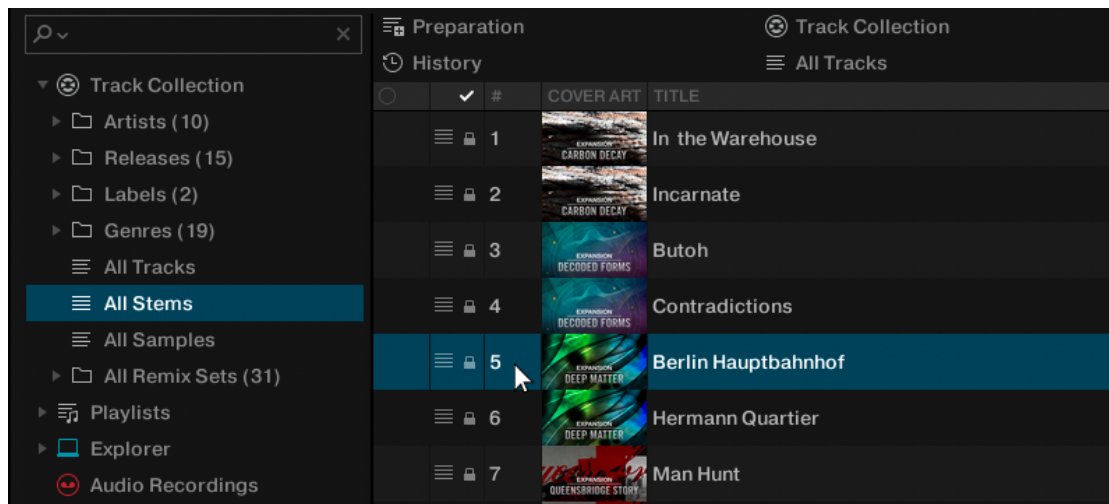 Preparation
Track Collection
History
All Tracks
Track Collection
Artists (10)
Releases (15)
Labels (2)
Genres (19)
All Tracks
All Stems
All Samples
All Remix Sets (31)
Playlists
Explorer
Audio Recordings
# COVER ART TITLE
1 EXPANSION CARBON DECAY In the Warehouse
2 EXPANSION CARBON DECAY Incarnate
3 EXPANSION DECODED FORMS Butoh
4 EXPANSION DECODED FORMS Contradictions
5 EXPANSION DEEP MATTER Berlin Hauptbahnhof
6 EXPANSION DEEP MATTER Hermann Quartier
7 EXPANSION QUEENSBRIDGE STORY Man Hunt